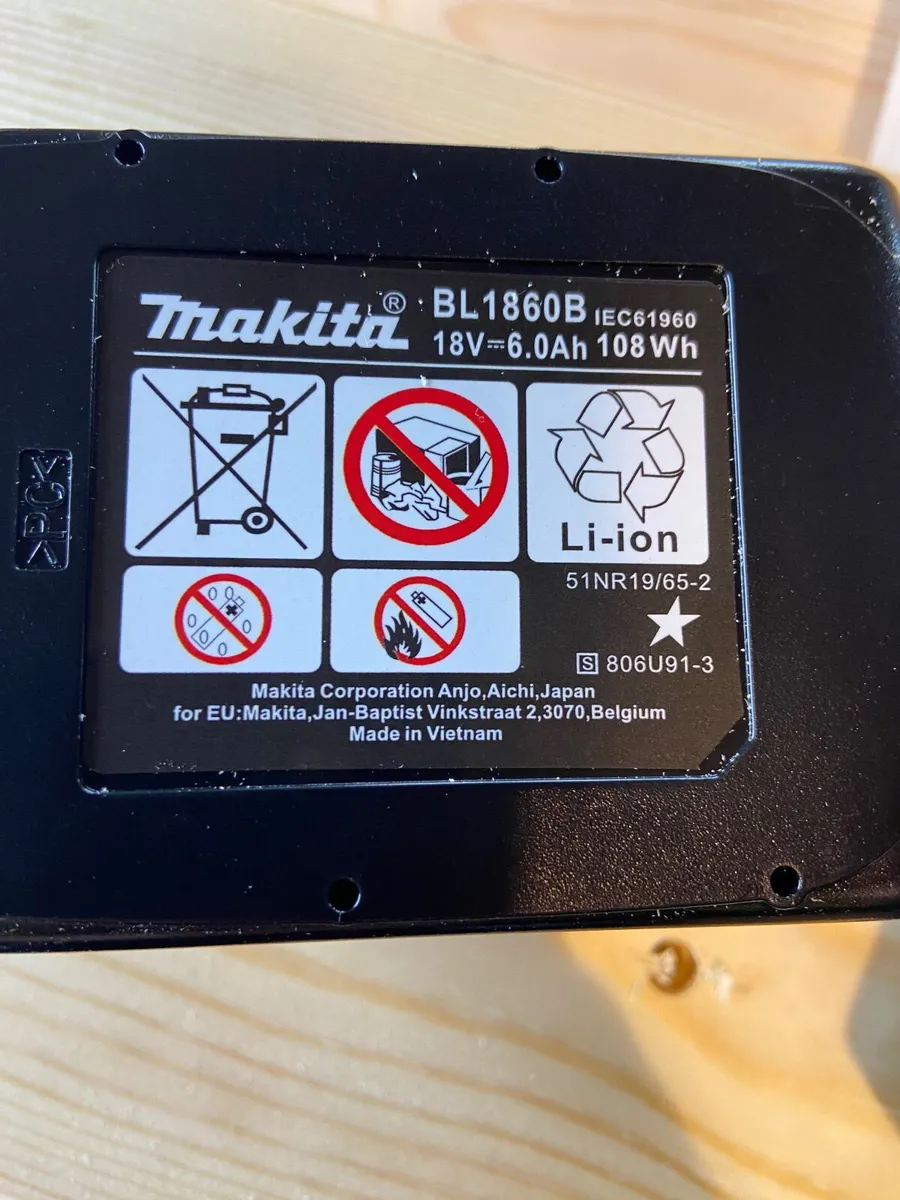 makita® BL1860B IEC61960
18V⎓6.0Ah 108Wh
Li-ion
51NR19/65-2
S 806U91-3
Makita Corporation Anjo,Aichi,Japan
for EU:Makita,Jan-Baptist Vinkstraat 2,3070,Belgium
Made in Vietnam
>PC<